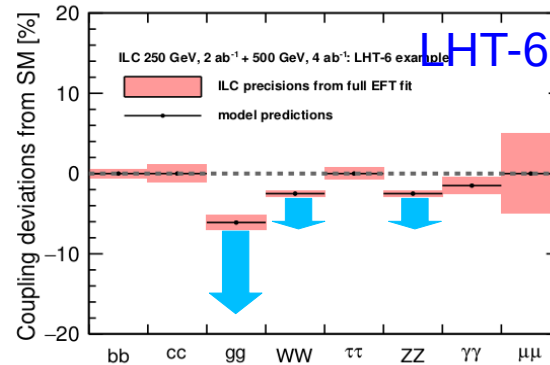 LHT-6
ILC 250 GeV, 2 ab⁻¹ + 500 GeV, 4 ab⁻¹: LHT-6 example
ILC precisions from full EFT fit
model predictions
Coupling deviations from SM [%]
20
10
0
−10
−20
bb cc gg WW ττ ZZ γγ μμ